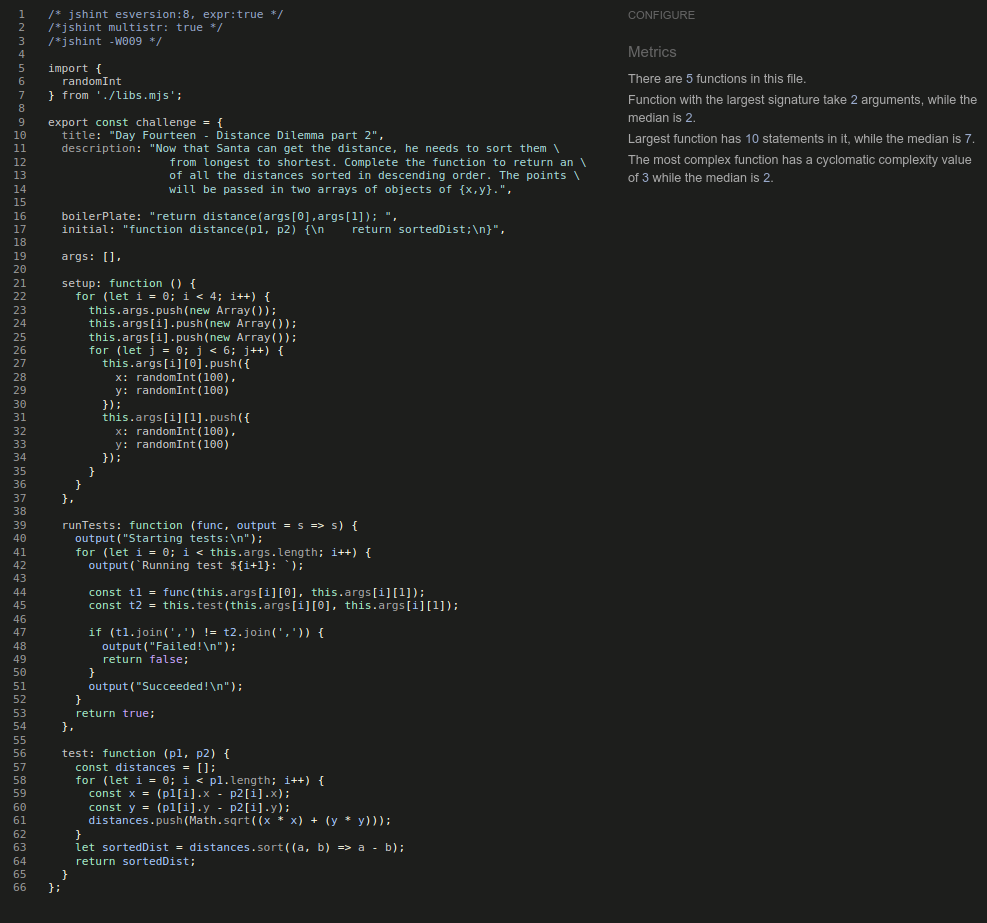 1 /* jshint esversion:8, expr:true */
2 /*jshint multistr: true */
3 /*jshint -W009 */
4
5 import {
6   randomInt
7 } from './libs.mjs';
8
9 export const challenge = {
10   title: "Day Fourteen - Distance Dilemma part 2",
11   description: "Now that Santa can get the distance, he needs to sort them \
12                   from longest to shortest. Complete the function to return an \
13                   of all the distances sorted in descending order. The points \
14                   will be passed in two arrays of objects of {x,y}.",
15
16   boilerPlate: "return distance(args[0],args[1]); ",
17   initial: "function distance(p1, p2) {\n    return sortedDist;\n}",
18
19   args: [],
20
21   setup: function () {
22     for (let i = 0; i < 4; i++) {
23       this.args.push(new Array());
24       this.args[i].push(new Array());
25       this.args[i].push(new Array());
26       for (let j = 0; j < 6; j++) {
27         this.args[i][0].push({
28           x: randomInt(100),
29           y: randomInt(100)
30         });
31         this.args[i][1].push({
32           x: randomInt(100),
33           y: randomInt(100)
34         });
35       }
36     }
37   },
38
39   runTests: function (func, output = s => s) {
40     output("Starting tests:\n");
41     for (let i = 0; i < this.args.length; i++) {
42       output(`Running test ${i+1}: `);
43
44       const t1 = func(this.args[i][0], this.args[i][1]);
45       const t2 = this.test(this.args[i][0], this.args[i][1]);
46
47       if (t1.join(',') != t2.join(',')) {
48         output("Failed!\n");
49         return false;
50       }
51       output("Succeeded!\n");
52     }
53     return true;
54   },
55
56   test: function (p1, p2) {
57     const distances = [];
58     for (let i = 0; i < p1.length; i++) {
59       const x = (p1[i].x - p2[i].x);
60       const y = (p1[i].y - p2[i].y);
61       distances.push(Math.sqrt((x * x) + (y * y)));
62     }
63     let sortedDist = distances.sort((a, b) => a - b);
64     return sortedDist;
65   }
66 };
CONFIGURE
Metrics
There are 5 functions in this file.
Function with the largest signature take 2 arguments, while the
median is 2.
Largest function has 10 statements in it, while the median is 7.
The most complex function has a cyclomatic complexity value
of 3 while the median is 2.